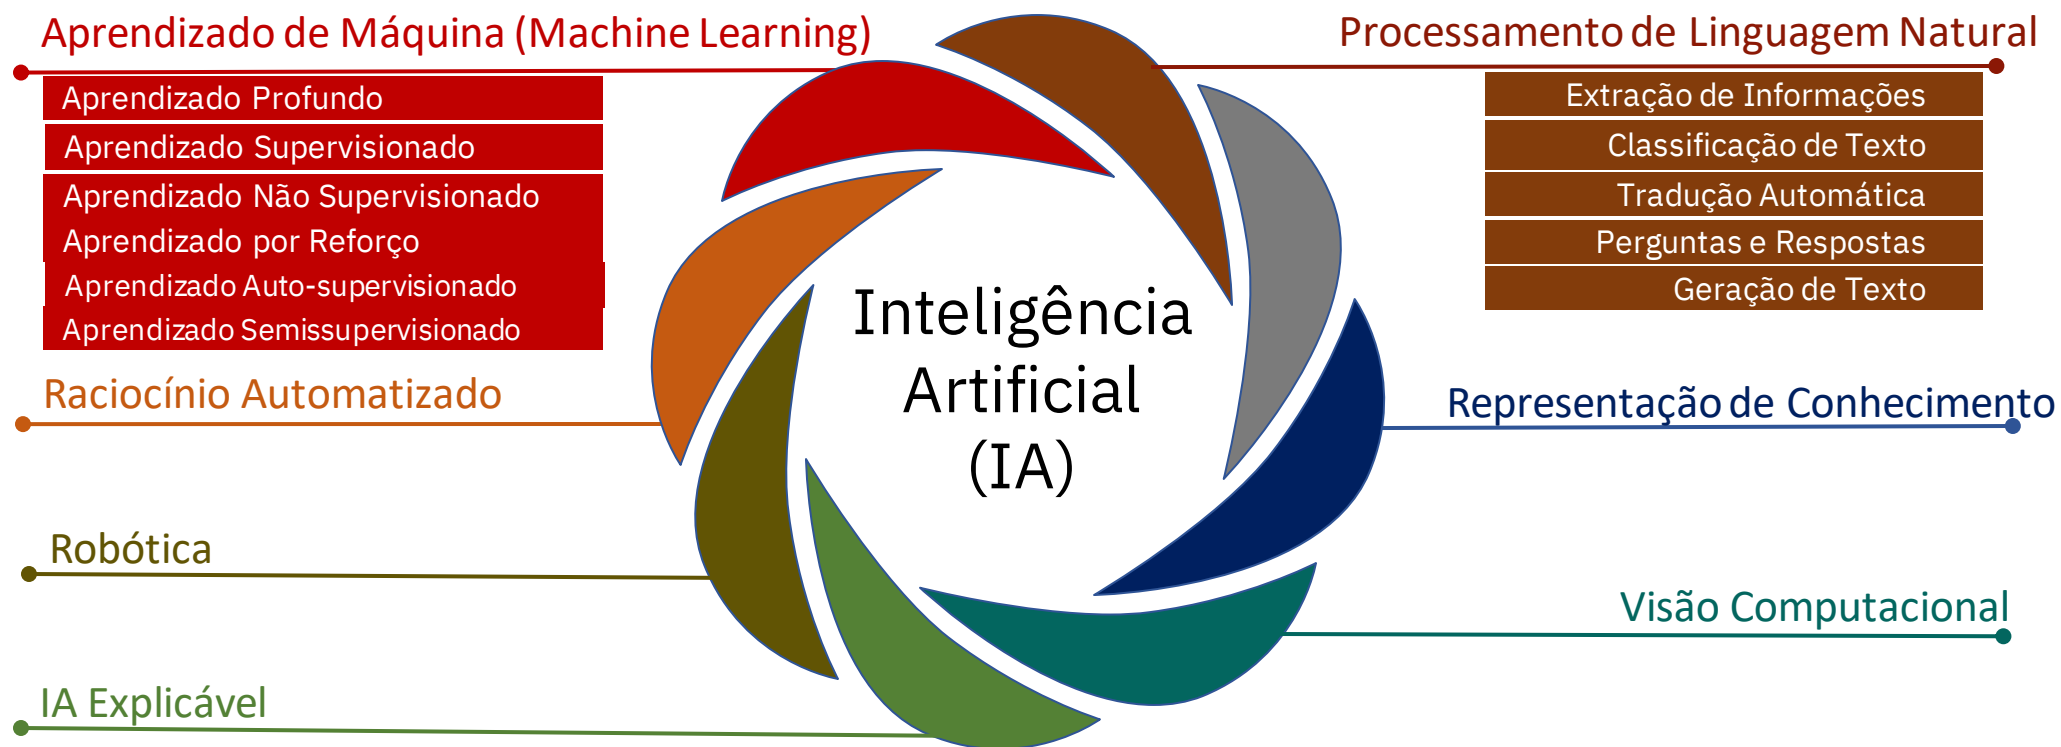 Aprendizado de Máquina (Machine Learning)
Aprendizado Profundo
Aprendizado Supervisionado
Aprendizado Não Supervisionado
Aprendizado por Reforço
Aprendizado Auto-supervisionado
Aprendizado Semissupervisionado
Raciocínio Automatizado
Robótica
IA Explicável
Inteligência
Artificial
(IA)
Processamento de Linguagem Natural
Extração de Informações
Classificação de Texto
Tradução Automática
Perguntas e Respostas
Geração de Texto
Representação de Conhecimento
Visão Computacional